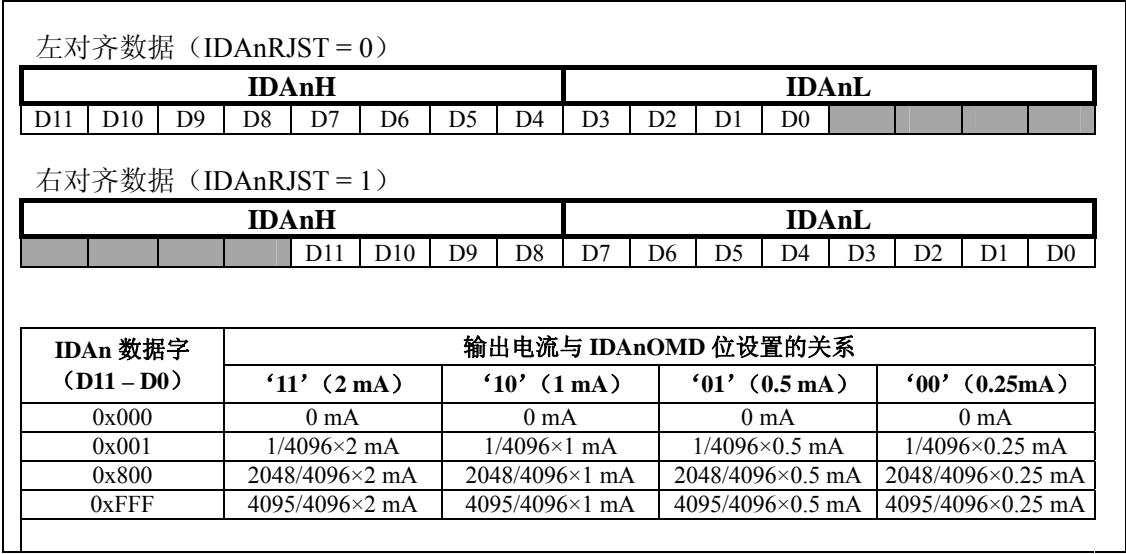 左对齐数据（IDAnRJST = 0）
IDAnH IDAnL
D11 D10 D9 D8 D7 D6 D5 D4 D3 D2 D1 D0
右对齐数据（IDAnRJST = 1）
IDAnH IDAnL
D11 D10 D9 D8 D7 D6 D5 D4 D3 D2 D1 D0
IDAn 数据字 输出电流与 IDAnOMD 位设置的关系
（D11 – D0） ‘11’（2 mA） ‘10’（1 mA） ‘01’（0.5 mA） ‘00’（0.25mA）
0x000 0 mA 0 mA 0 mA 0 mA
0x001 1/4096×2 mA 1/4096×1 mA 1/4096×0.5 mA 1/4096×0.25 mA
0x800 2048/4096×2 mA 2048/4096×1 mA 2048/4096×0.5 mA 2048/4096×0.25 mA
0xFFF 4095/4096×2 mA 4095/4096×1 mA 4095/4096×0.5 mA 4095/4096×0.25 mA